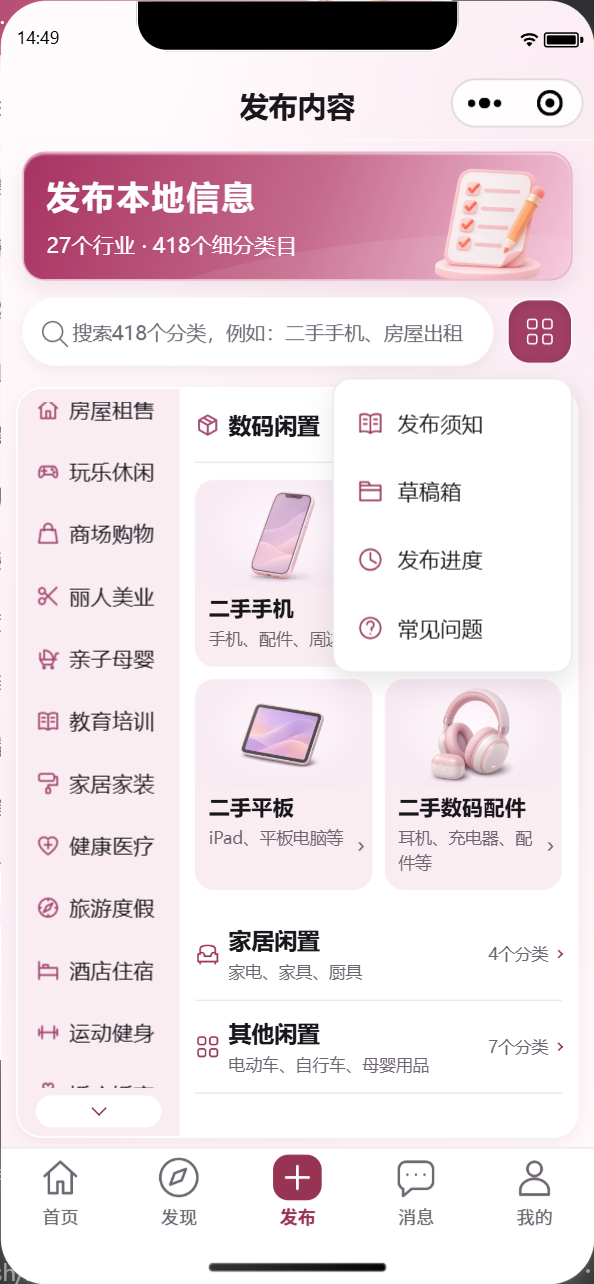 14:49
发布内容
发布本地信息
27个行业 · 418个细分类目
搜索418个分类，例如：二手手机、房屋出租
房屋租售
玩乐休闲
商场购物
丽人美业
亲子母婴
教育培训
家居家装
健康医疗
旅游度假
酒店住宿
运动健身
数码闲置
发布须知
草稿箱
发布进度
常见问题
二手手机
手机、配件、周
二手平板
iPad、平板电脑等
二手数码配件
耳机、充电器、配
件等
家居闲置
家电、家具、厨具
4个分类
其他闲置
电动车、自行车、母婴用品
7个分类
首页
发现
发布
消息
我的